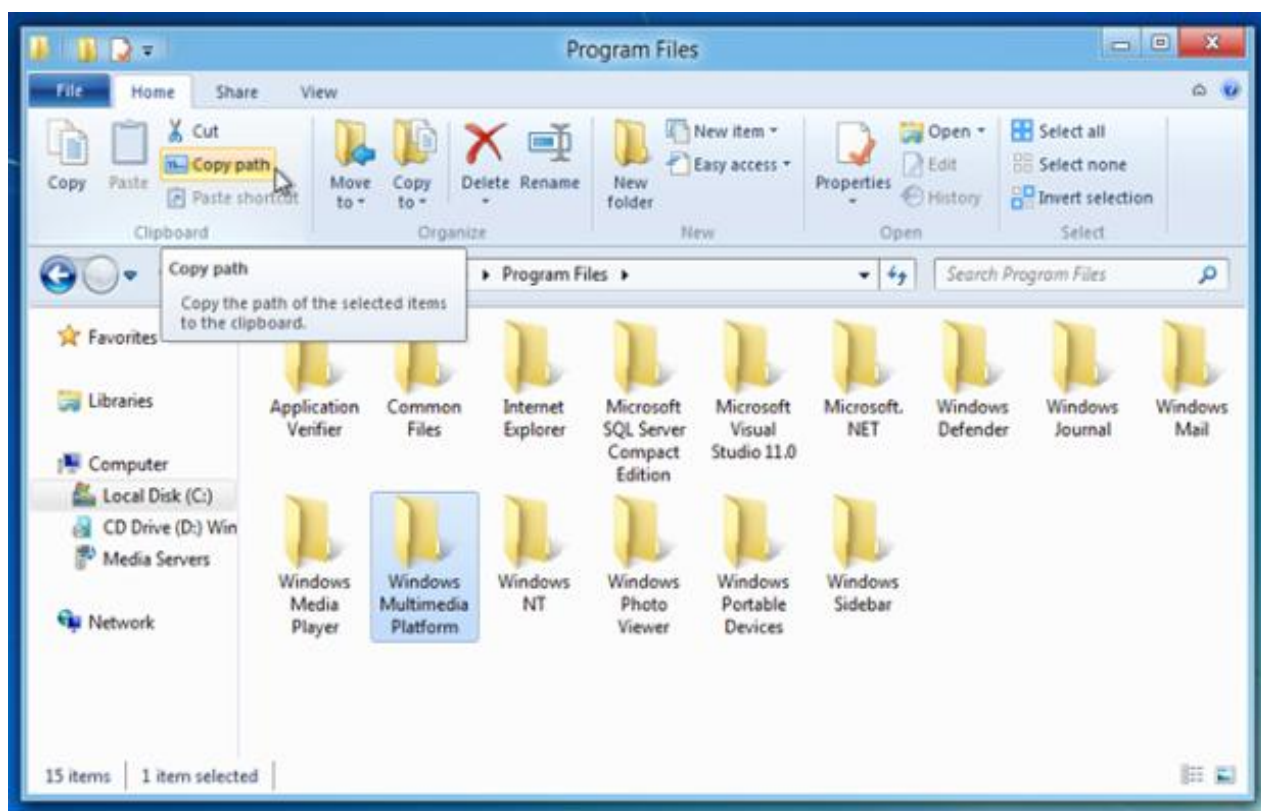 Program Files
File Home Share View
Copy
Paste
Cut
Copy path
Paste shortcut
Clipboard
Move to
Copy to
Delete
Rename
Organize
New folder
New item
Easy access
New
Properties
Open
Edit
History
Open
Select all
Select none
Invert selection
Select
Program Files
Search Program Files
Copy path
Copy the path of the selected items
to the clipboard.
Favorites
Libraries
Computer
Local Disk (C:)
CD Drive (D:) Win
Media Servers
Network
Application
Verifier
Common
Files
Internet
Explorer
Microsoft
SQL Server
Compact
Edition
Microsoft
Visual
Studio 11.0
Microsoft.
NET
Windows
Defender
Windows
Journal
Windows
Mail
Windows
Media
Player
Windows
Multimedia
Platform
Windows
NT
Windows
Photo
Viewer
Windows
Portable
Devices
Windows
Sidebar
15 items
1 item selected